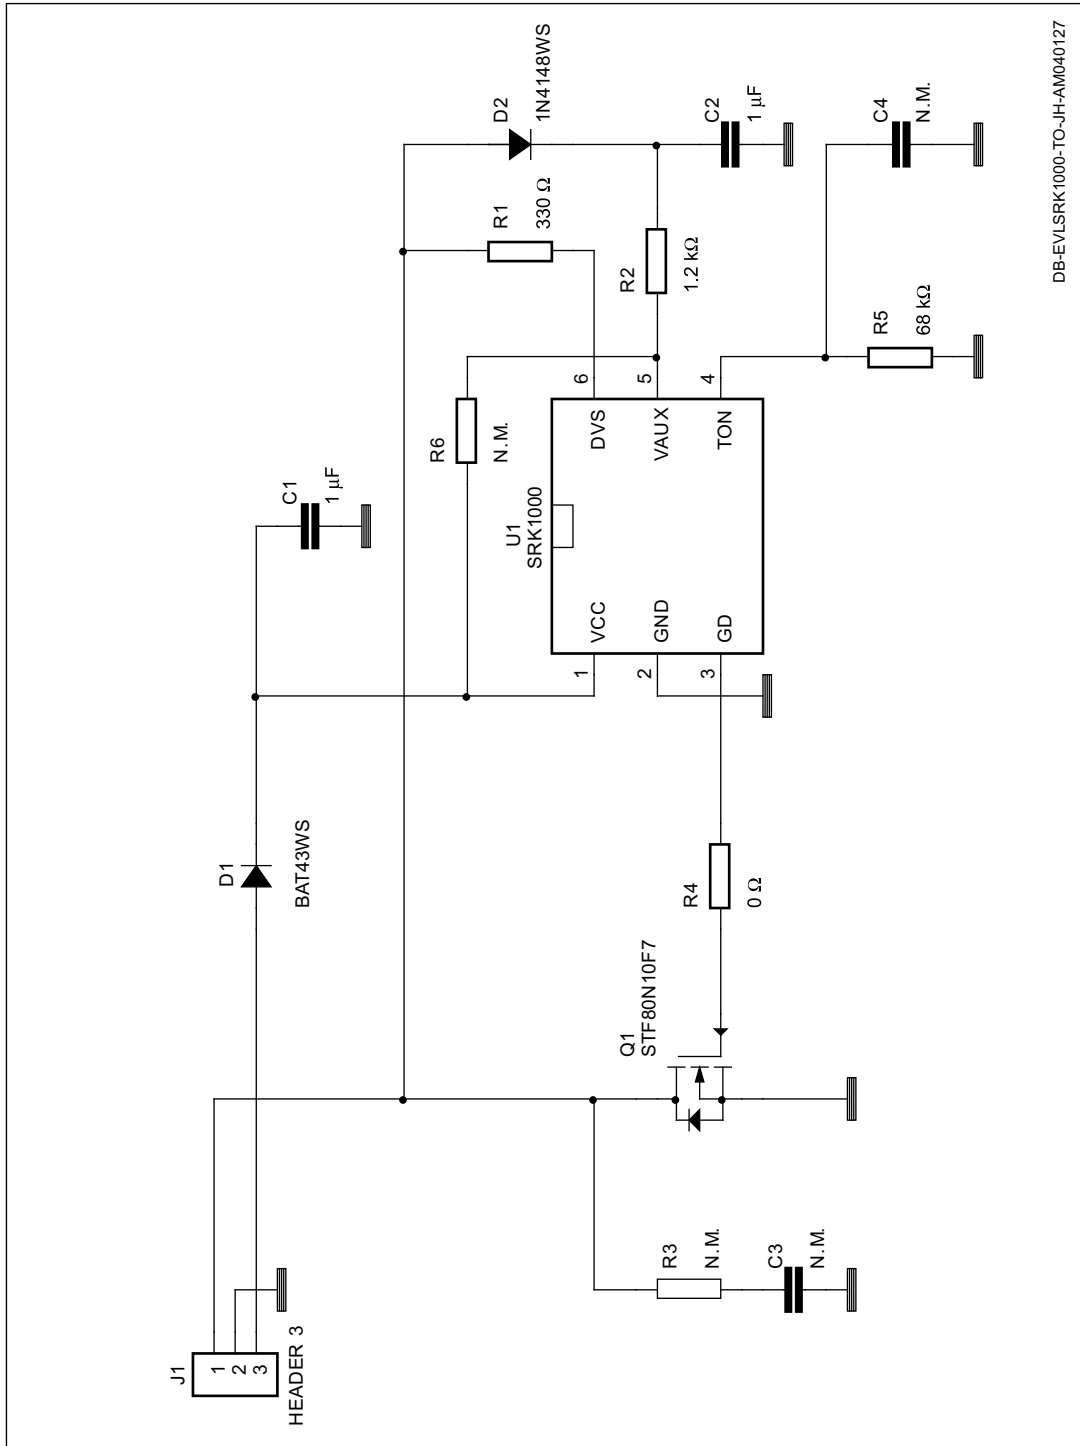 J1
1
2
3
HEADER 3
D1
BAT43WS
C1
1 μF
R6
N.M.
R1
330 Ω
D2
1N4148WS
R2
1.2 kΩ
C2
1 μF
U1
SRK1000
VCC
GND
GD
DVS
VAUX
TON
1
2
3
6
5
4
R5
68 kΩ
C4
N.M.
R4
0 Ω
Q1
STF80N10F7
R3
N.M.
C3
N.M.
DB-EVLSRK1000-TO-JH-AM040127